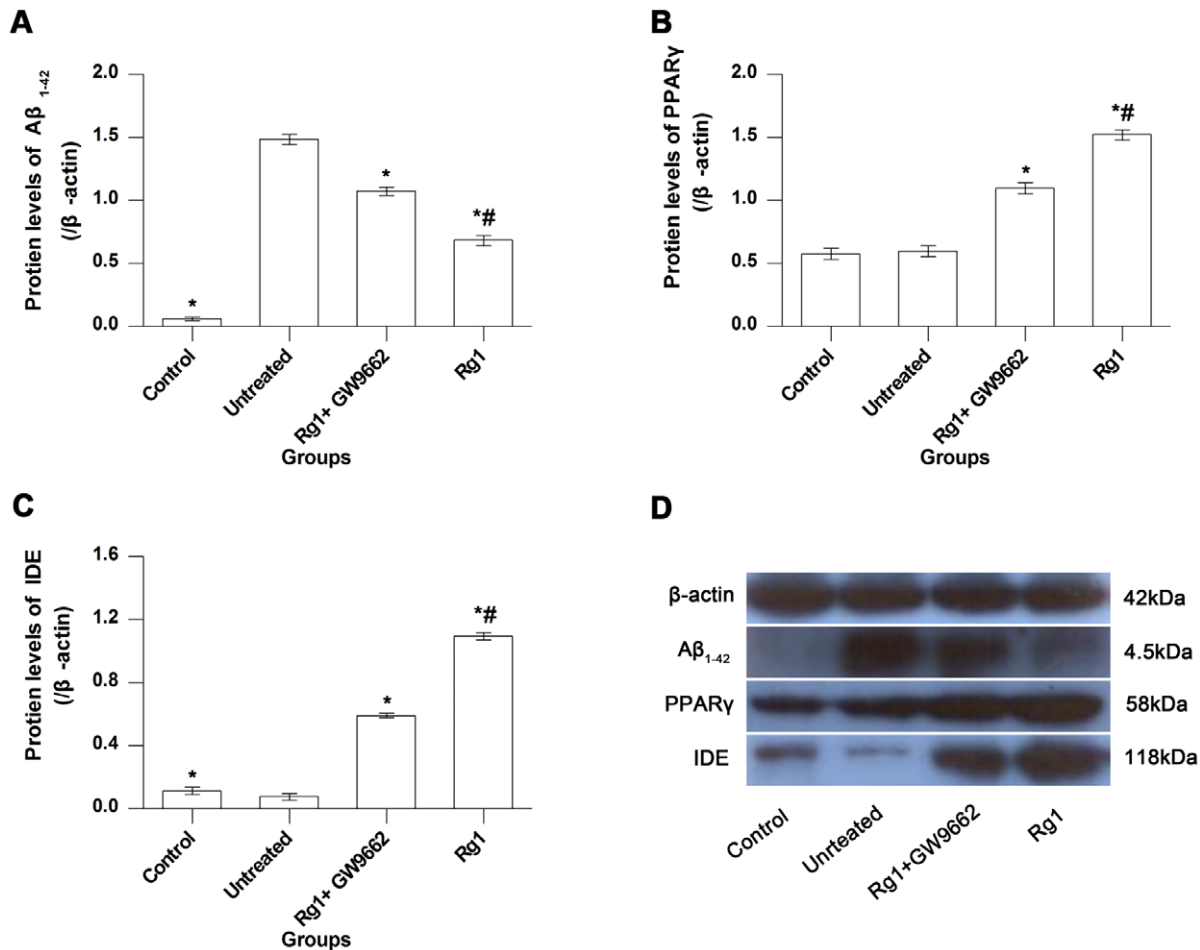 A
Protien levels of Aβ 1-42
(/β -actin)
2.0
1.5
1.0
0.5
0.0
*
*
*#
Control
Untreated
Rg1+ GW9662
Rg1
Groups
B
Protien levels of PPARγ
(/β -actin)
2.0
1.5
1.0
0.5
0.0
*
*#
Control
Untreated
Rg1+ GW9662
Rg1
Groups
C
Protien levels of IDE
(/β -actin)
1.6
1.2
0.8
0.4
0.0
*
*
*#
Control
Untreated
Rg1+ GW9662
Rg1
Groups
D
β-actin 42kDa
Aβ1-42 4.5kDa
PPARγ 58kDa
IDE 118kDa
Control
Unrteated
Rg1+GW9662
Rg1